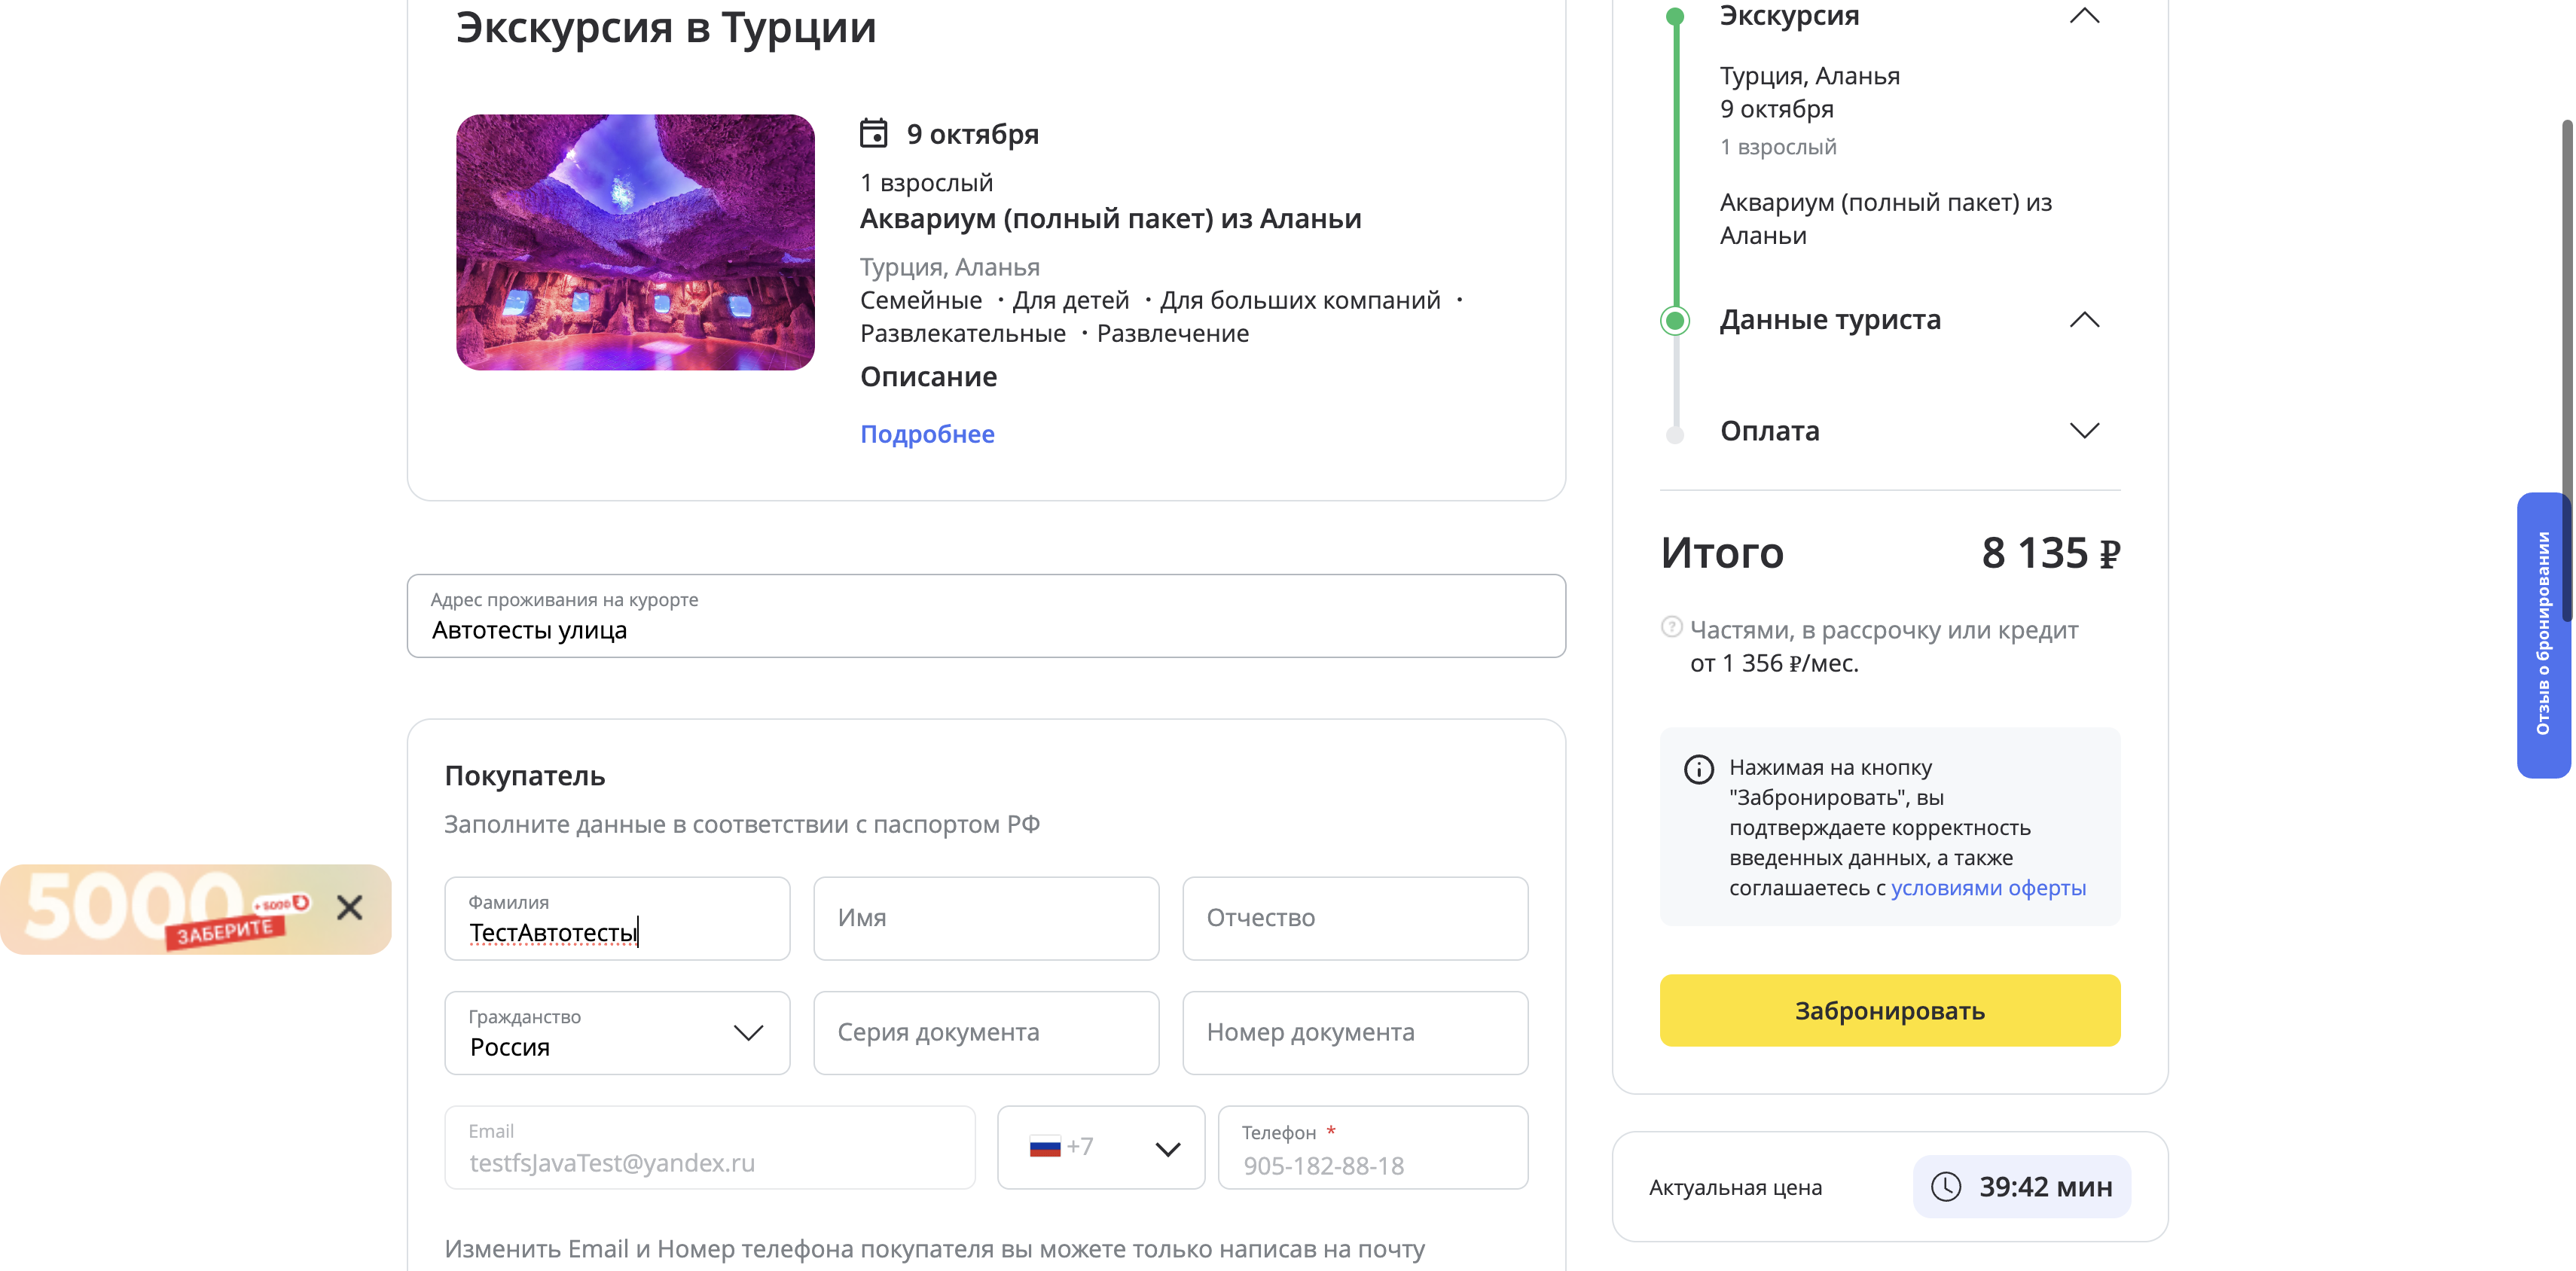 Экскурсия в Турции
9 октября
1 взрослый
Аквариум (полный пакет) из Аланьи
Турция, Аланья
Семейные · Для детей · Для больших компаний ·
Развлекательные · Развлечение
Описание
Подробнее
Адрес проживания на курорте
Автотесты улица
Покупатель
Заполните данные в соответствии с паспортом РФ
Фамилия
ТестАвтотесты
Имя
Отчество
Гражданство
Россия
Серия документа
Номер документа
Email
testfsJavaTest@yandex.ru
+7
Телефон *
905-182-88-18
Изменить Email и Номер телефона покупателя вы можете только написав на почту
5000
+5000
ЗАБЕРИТЕ
Экскурсия
Турция, Аланья
9 октября
1 взрослый
Аквариум (полный пакет) из
Аланьи
Данные туриста
Оплата
Итого 8 135 ₽
Частями, в рассрочку или кредит
от 1 356 ₽/мес.
Нажимая на кнопку
"Забронировать", вы
подтверждаете корректность
введенных данных, а также
соглашаетесь с условиями оферты
Забронировать
Актуальная цена 39:42 мин
Отзыв о бронировании